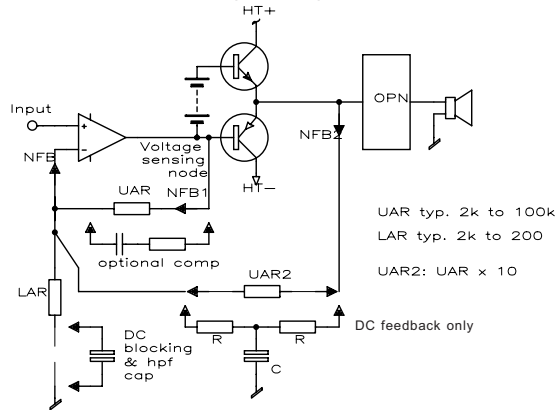 HT+
OPN
Input
+
−
NFB
Voltage
sensing
node
NFB2
HT−
UAR
NFB1
UAR typ. 2k to 100k
LAR typ. 2k to 200
UAR2: UAR x 10
optional comp
UAR2
LAR
DC feedback only
R
R
DC
blocking
& hpf
cap
C